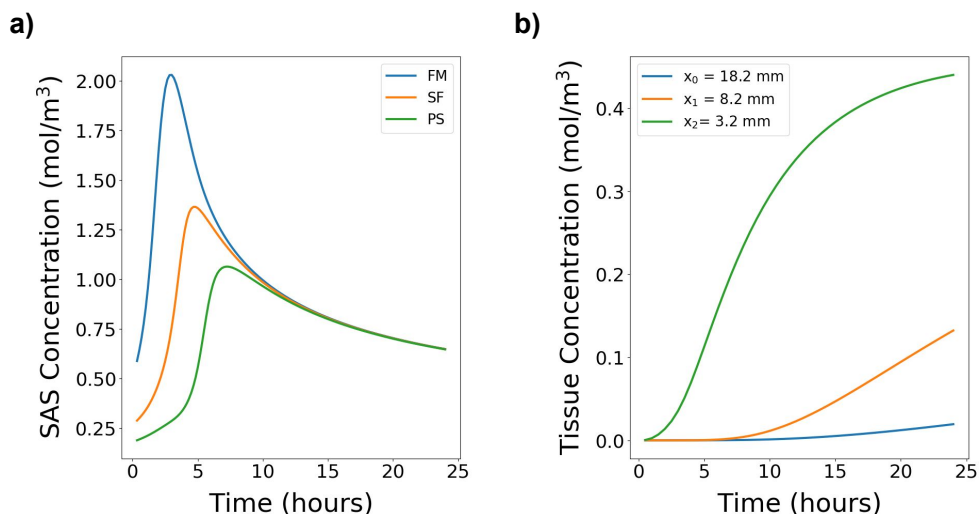 a)
SAS Concentration (mol/m³)
2.00
1.75
1.50
1.25
1.00
0.75
0.50
0.25
FM
SF
PS
0 5 10 15 20 25
Time (hours)
b)
Tissue Concentration (mol/m³)
0.4
0.3
0.2
0.1
0.0
x₀ = 18.2 mm
x₁ = 8.2 mm
x₂= 3.2 mm
0 5 10 15 20 25
Time (hours)